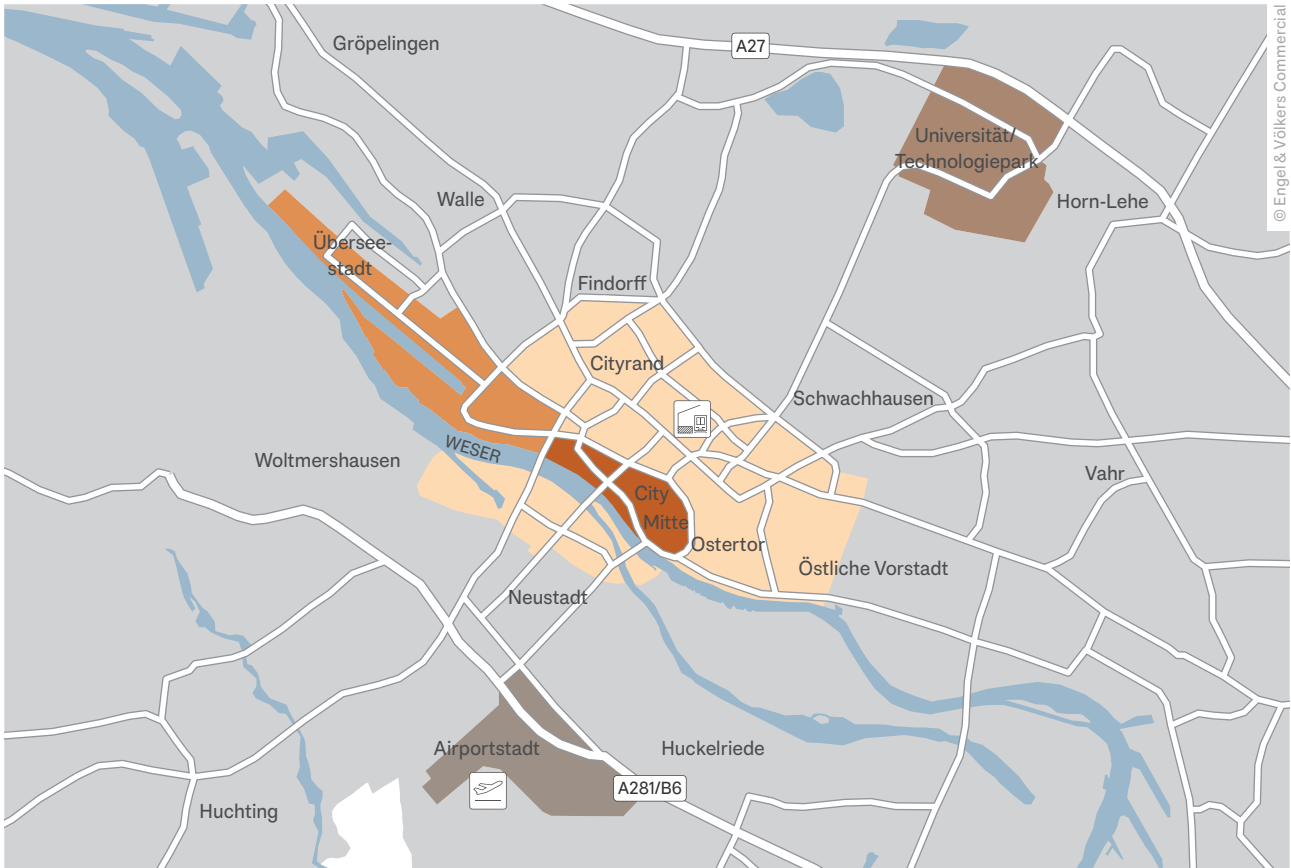 Gröpelingen
A27
© Engel & Völkers Commercial
Universität/
Technologiepark
Walle
Horn-Lehe
Übersee-
stadt
Findorff
Cityrand
Schwachhausen
WESER
Woltmershausen
Vahr
City
Mitte
Ostertor
Östliche Vorstadt
Neustadt
Airportstadt
Huckelriede
A281/B6
Huchting